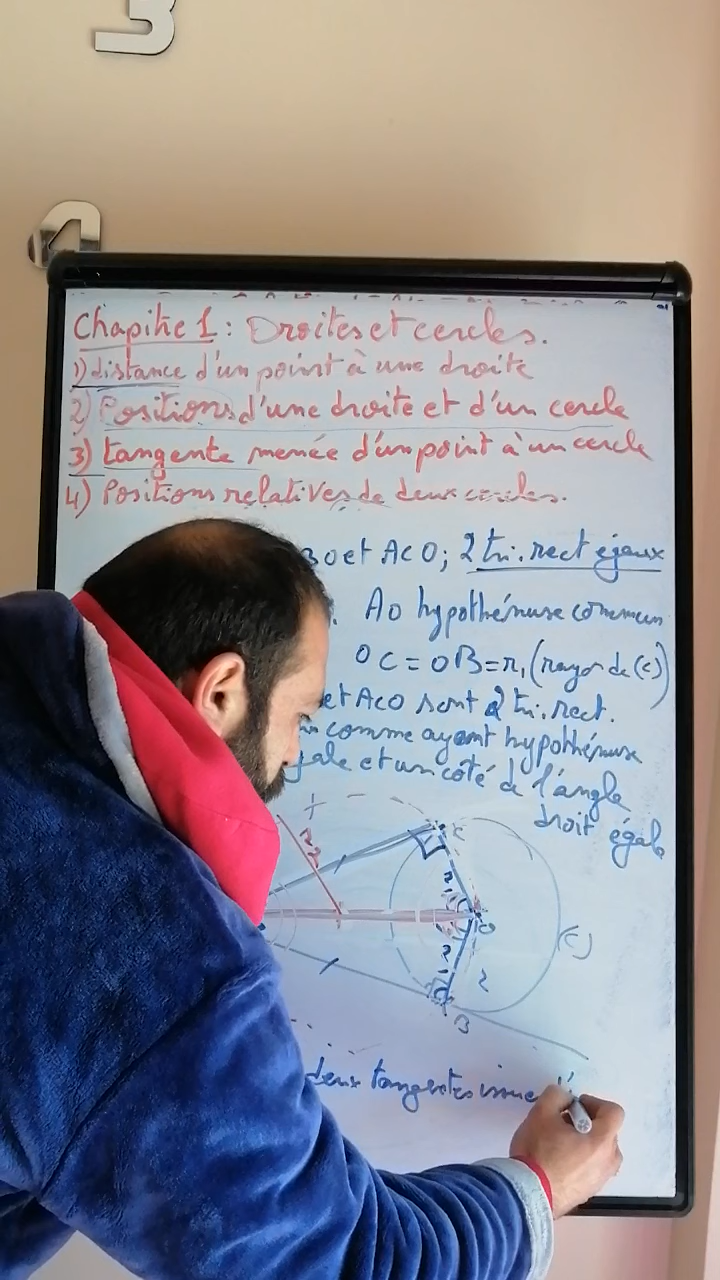 3
4
Chapitre 1 : Droites et cercles.
1) distance d'un point à une droite
2) Positions d'une droite et d'un cercle
3) tangente menée d'un point à un cercle
4) Positions relatives de deux cercles.
BO et ACO ; 2 tri. rect égaux
AO hypothénuse commun
OC = OB = r, (rayon de (C)
et ACO sont 2 tri. rect.
comme ayant hypothénuse
gale et un côté de l'angle
droit égal
C
O
(C)
B
deux tangentes issue